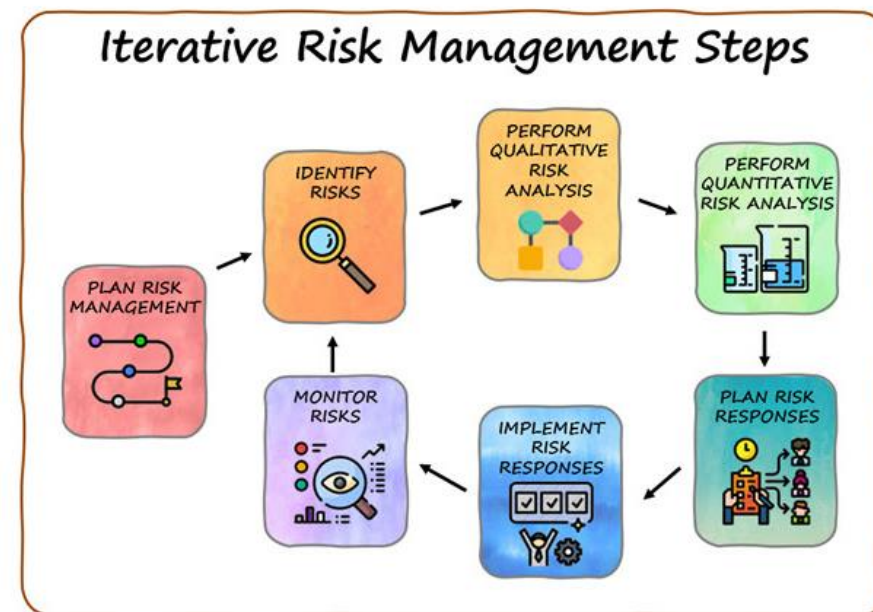 Iterative Risk Management Steps
PLAN RISK
MANAGEMENT
IDENTIFY
RISKS
PERFORM
QUALITATIVE
RISK
ANALYSIS
PERFORM
QUANTITATIVE
RISK ANALYSIS
PLAN RISK
RESPONSES
IMPLEMENT
RISK
RESPONSES
MONITOR
RISKS